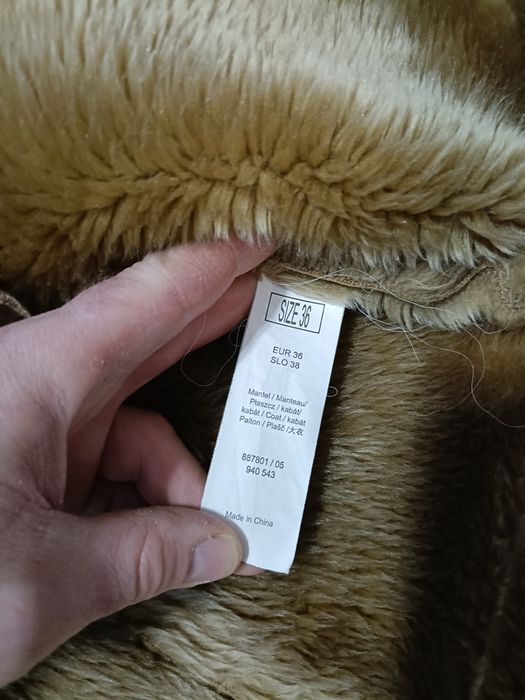 SIZE 36
EUR 36
SLO 38
Mantel / Manteau/
Płaszcz / kabát/
kabát / Coat / kabát
Palton / Plašč /大衣
887801 / 05
940 543
Made in China